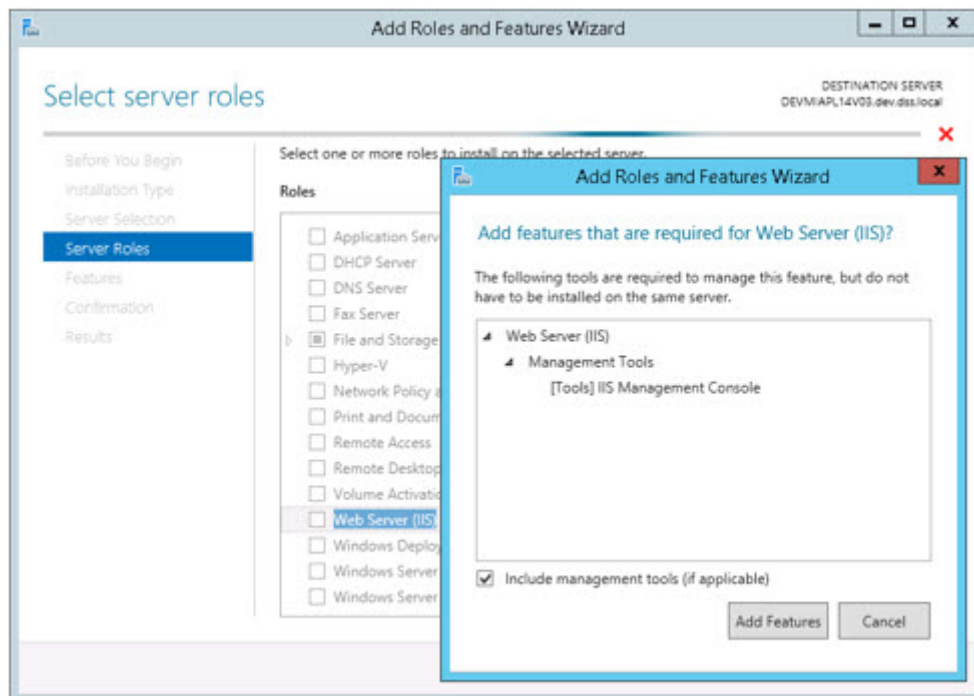 Add Roles and Features Wizard
Select server roles
DESTINATION SERVER
DEVMIAPL14V03.dev.dss.local
Before You Begin
Installation Type
Server Selection
Server Roles
Features
Confirmation
Results
Select one or more roles to install on the selected server.
Roles
Application Serv
DHCP Server
DNS Server
Fax Server
File and Storage
Hyper-V
Network Policy a
Print and Docum
Remote Access
Remote Desktop
Volume Activatio
Web Server (IIS)
Windows Deploy
Windows Server
Windows Server
Add Roles and Features Wizard
Add features that are required for Web Server (IIS)?
The following tools are required to manage this feature, but do not
have to be installed on the same server.
Web Server (IIS)
Management Tools
[Tools] IIS Management Console
Include management tools (if applicable)
Add Features
Cancel